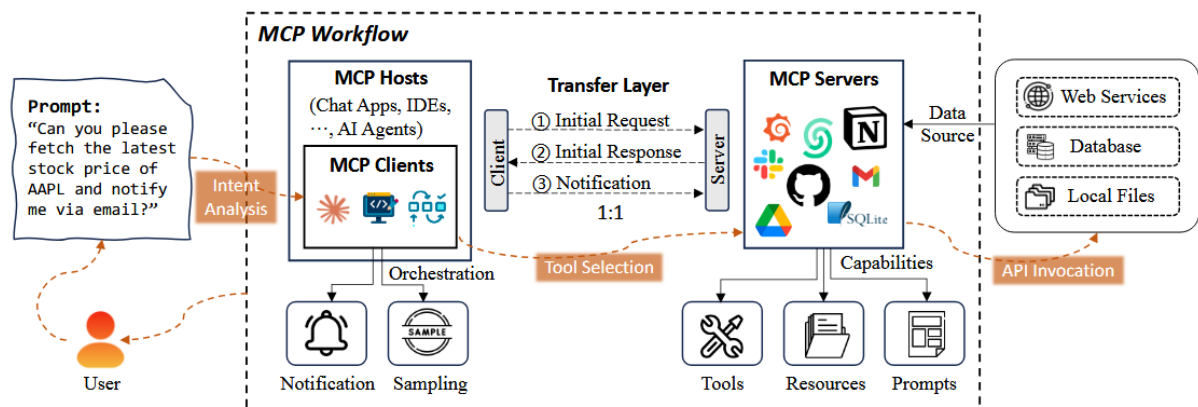 MCP Workflow
Prompt:
“Can you please
fetch the latest
stock price of
AAPL and notify
me via email?”
User
Intent
Analysis
MCP Hosts
(Chat Apps, IDEs,
⋯, AI Agents)
MCP Clients
</>
Orchestration
Notification
SAMPLE
Sampling
Transfer Layer
Client
① Initial Request
② Initial Response
③ Notification
1:1
Server
Tool Selection
MCP Servers
SQLite
Capabilities
Tools
Resources
Prompts
Data
Source
Web Services
Database
Local Files
API Invocation